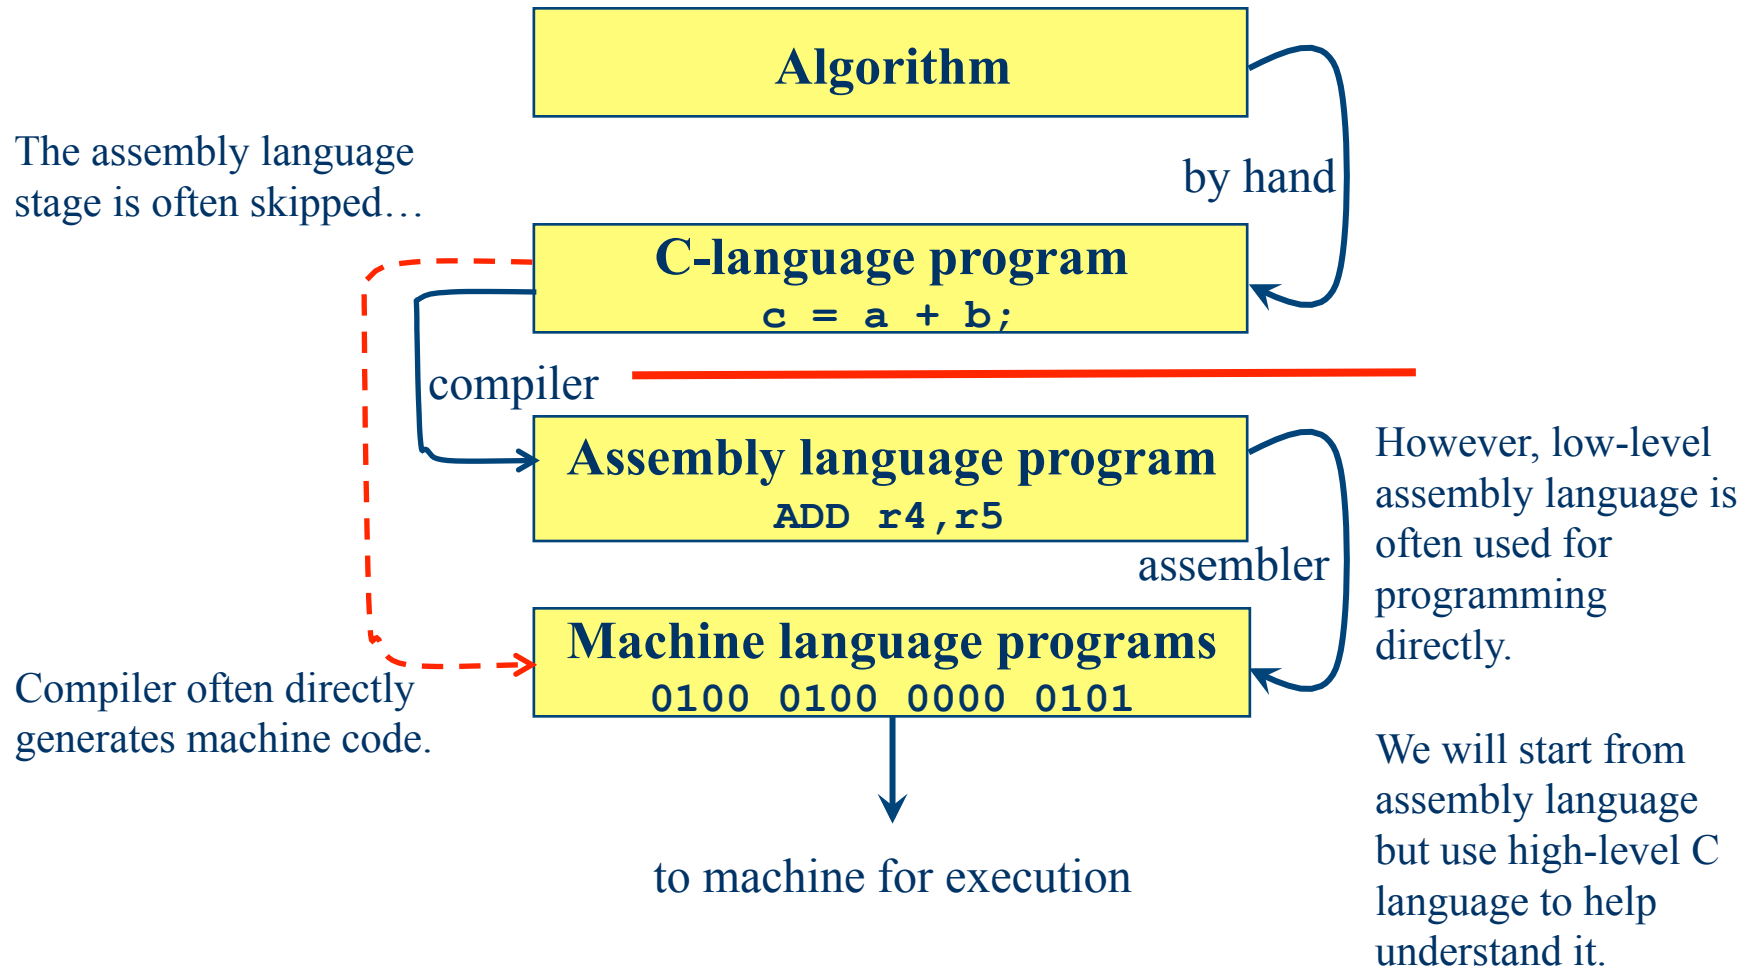 Algorithm
The assembly language
stage is often skipped…
by hand
C-language program
c = a + b;
compiler
Assembly language program
ADD r4,r5
assembler
However, low-level
assembly language is
often used for
programming
directly.
Machine language programs
0100 0100 0000 0101
Compiler often directly
generates machine code.
to machine for execution
We will start from
assembly language
but use high-level C
language to help
understand it.